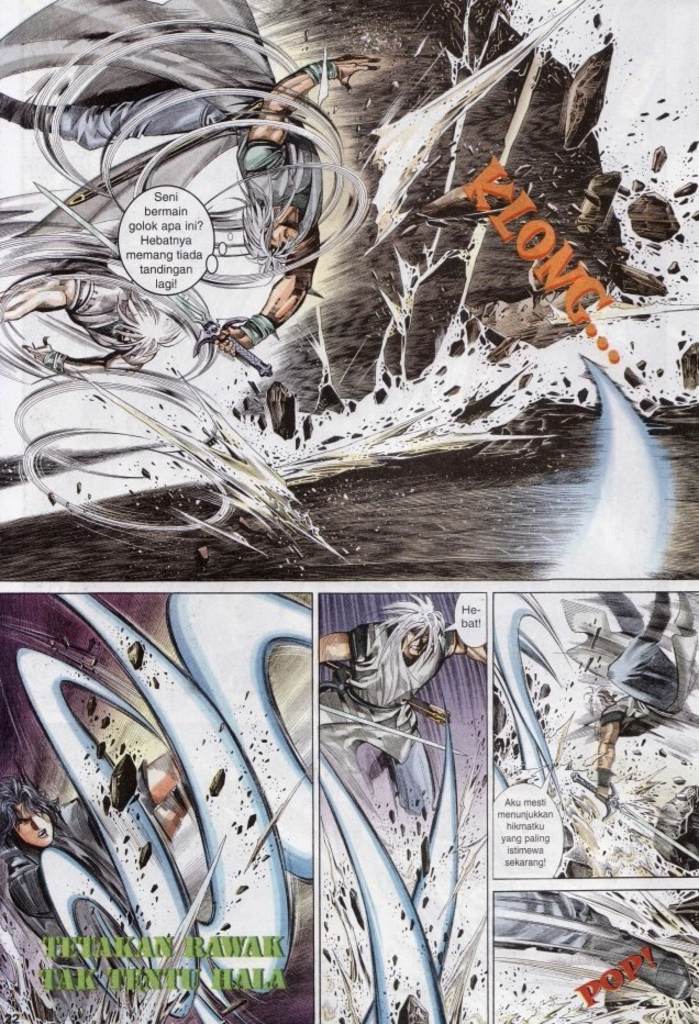 Seni
bermain
golok apa ini?
Hebatnya
memang tiada
tandingan
lagi!
KLONG...
TETAKAN RAWAK
TAK TENTU HALA
He-
bat!
Aku mesti
menunjukkan
hikmatku
yang paling
istimewa
sekarang!
POP!
22